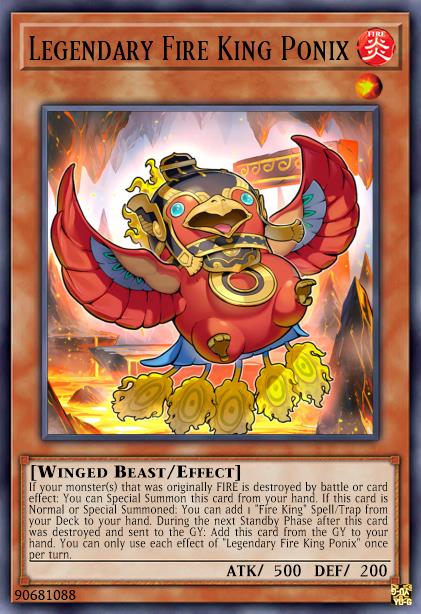 LEGENDARY FIRE KING PONIX
FIRE
炎
[WINGED BEAST/EFFECT]
If your monster(s) that was originally FIRE is destroyed by battle or card
effect: You can Special Summon this card from your hand. If this card is
Normal or Special Summoned: You can add 1 "Fire King" Spell/Trap from
your Deck to your hand. During the next Standby Phase after this card
was destroyed and sent to the GY: Add this card from the GY to your
hand. You can only use each effect of "Legendary Fire King Ponix" once
per turn.
ATK/ 500 DEF/ 200
90681088